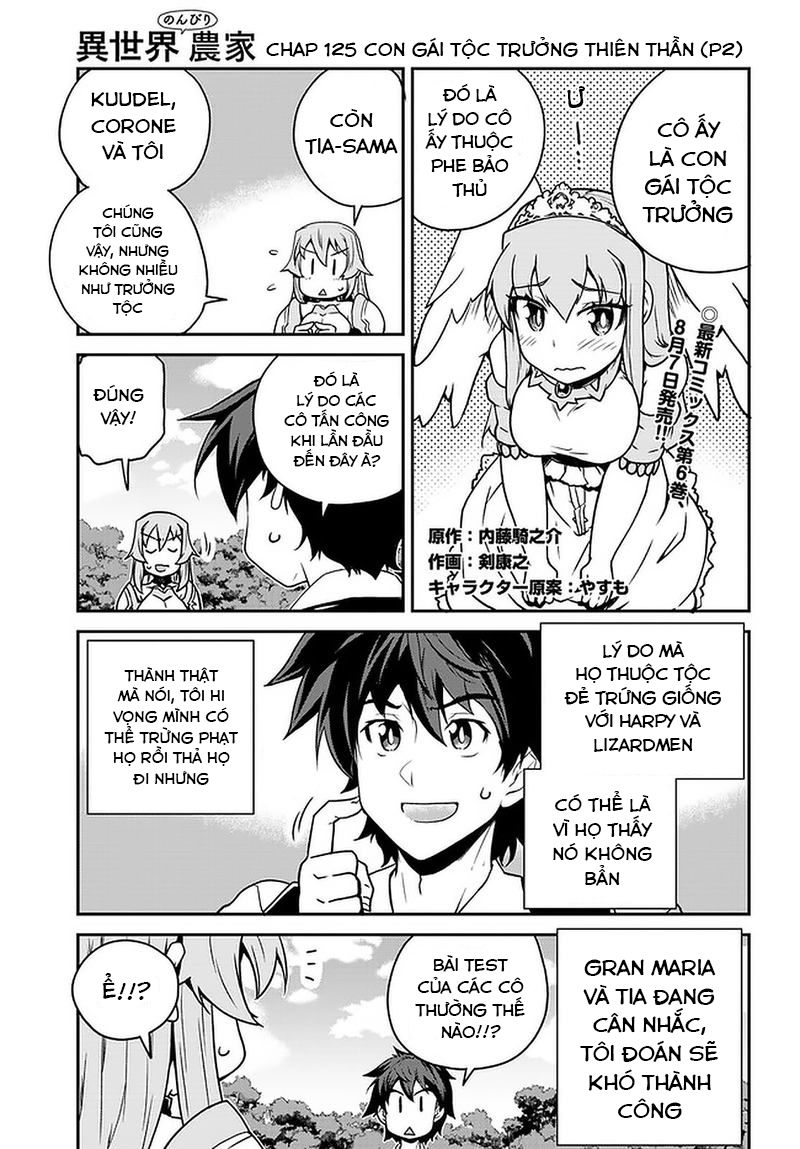 のんびり
異世界 農家 CHAP 125 CON GÁI TỘC TRƯỞNG THIÊN THẦN (P2)
CÔ ẤY
LÀ CON
GÁI TỘC
TRƯỞNG
Ư...
ĐÓ LÀ
LÝ DO CÔ
ẤY THUỘC
PHE BẢO
THỦ
◎最新コミックス第6巻、
8月7日発売!!
原作：内藤騎之介
作画：剣康之
キャラクター原案：やすも
CÒN
TIA-SAMA
KUUDEL,
CORONE
VÀ TÔI
CHÚNG
TÔI CŨNG
VẬY, NHƯNG
KHÔNG NHIỀU
NHƯ TRƯỞNG
TỘC
ĐÓ LÀ
LÝ DO CÁC
CÔ TẤN CÔNG
KHI LẦN ĐẦU
ĐẾN ĐÂY À?
ĐÚNG
VẬY!
LÝ DO MÀ
HỌ THUỘC TỘC
ĐẺ TRỨNG GIỐNG
VỚI HARPY VÀ
LIZARDMEN
CÓ THỂ LÀ
VÌ HỌ THẤY
NÓ KHÔNG
BẨN
THÀNH THẬT
MÀ NÓI, TÔI HI
VỌNG MÌNH CÓ
THỂ TRỪNG PHẠT
HỌ RỒI THẢ HỌ
ĐI NHƯNG
GRAN MARIA
VÀ TIA ĐANG
CÂN NHẮC,
TÔI ĐOÁN SẼ
KHÓ THÀNH
CÔNG
BÀI TEST
CỦA CÁC CÔ
THƯỜNG THẾ
NÀO!!?
Ể!!?